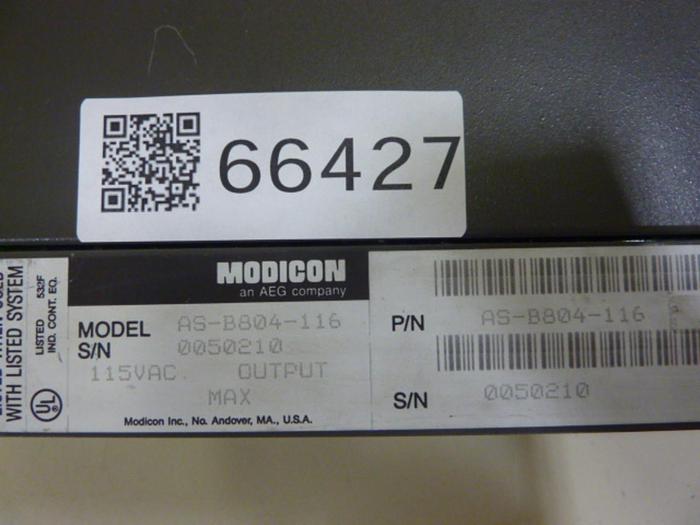 66427
WITH LISTED SYSTEM
LISTED 532F
IND. CONT. EQ.
UL
MODICON
an AEG company
MODEL AS-B804-116
S/N 0050210
115VAC OUTPUT
MAX
Modicon Inc., No. Andover, MA., U.S.A.
P/N AS-B804-116
S/N 0050210